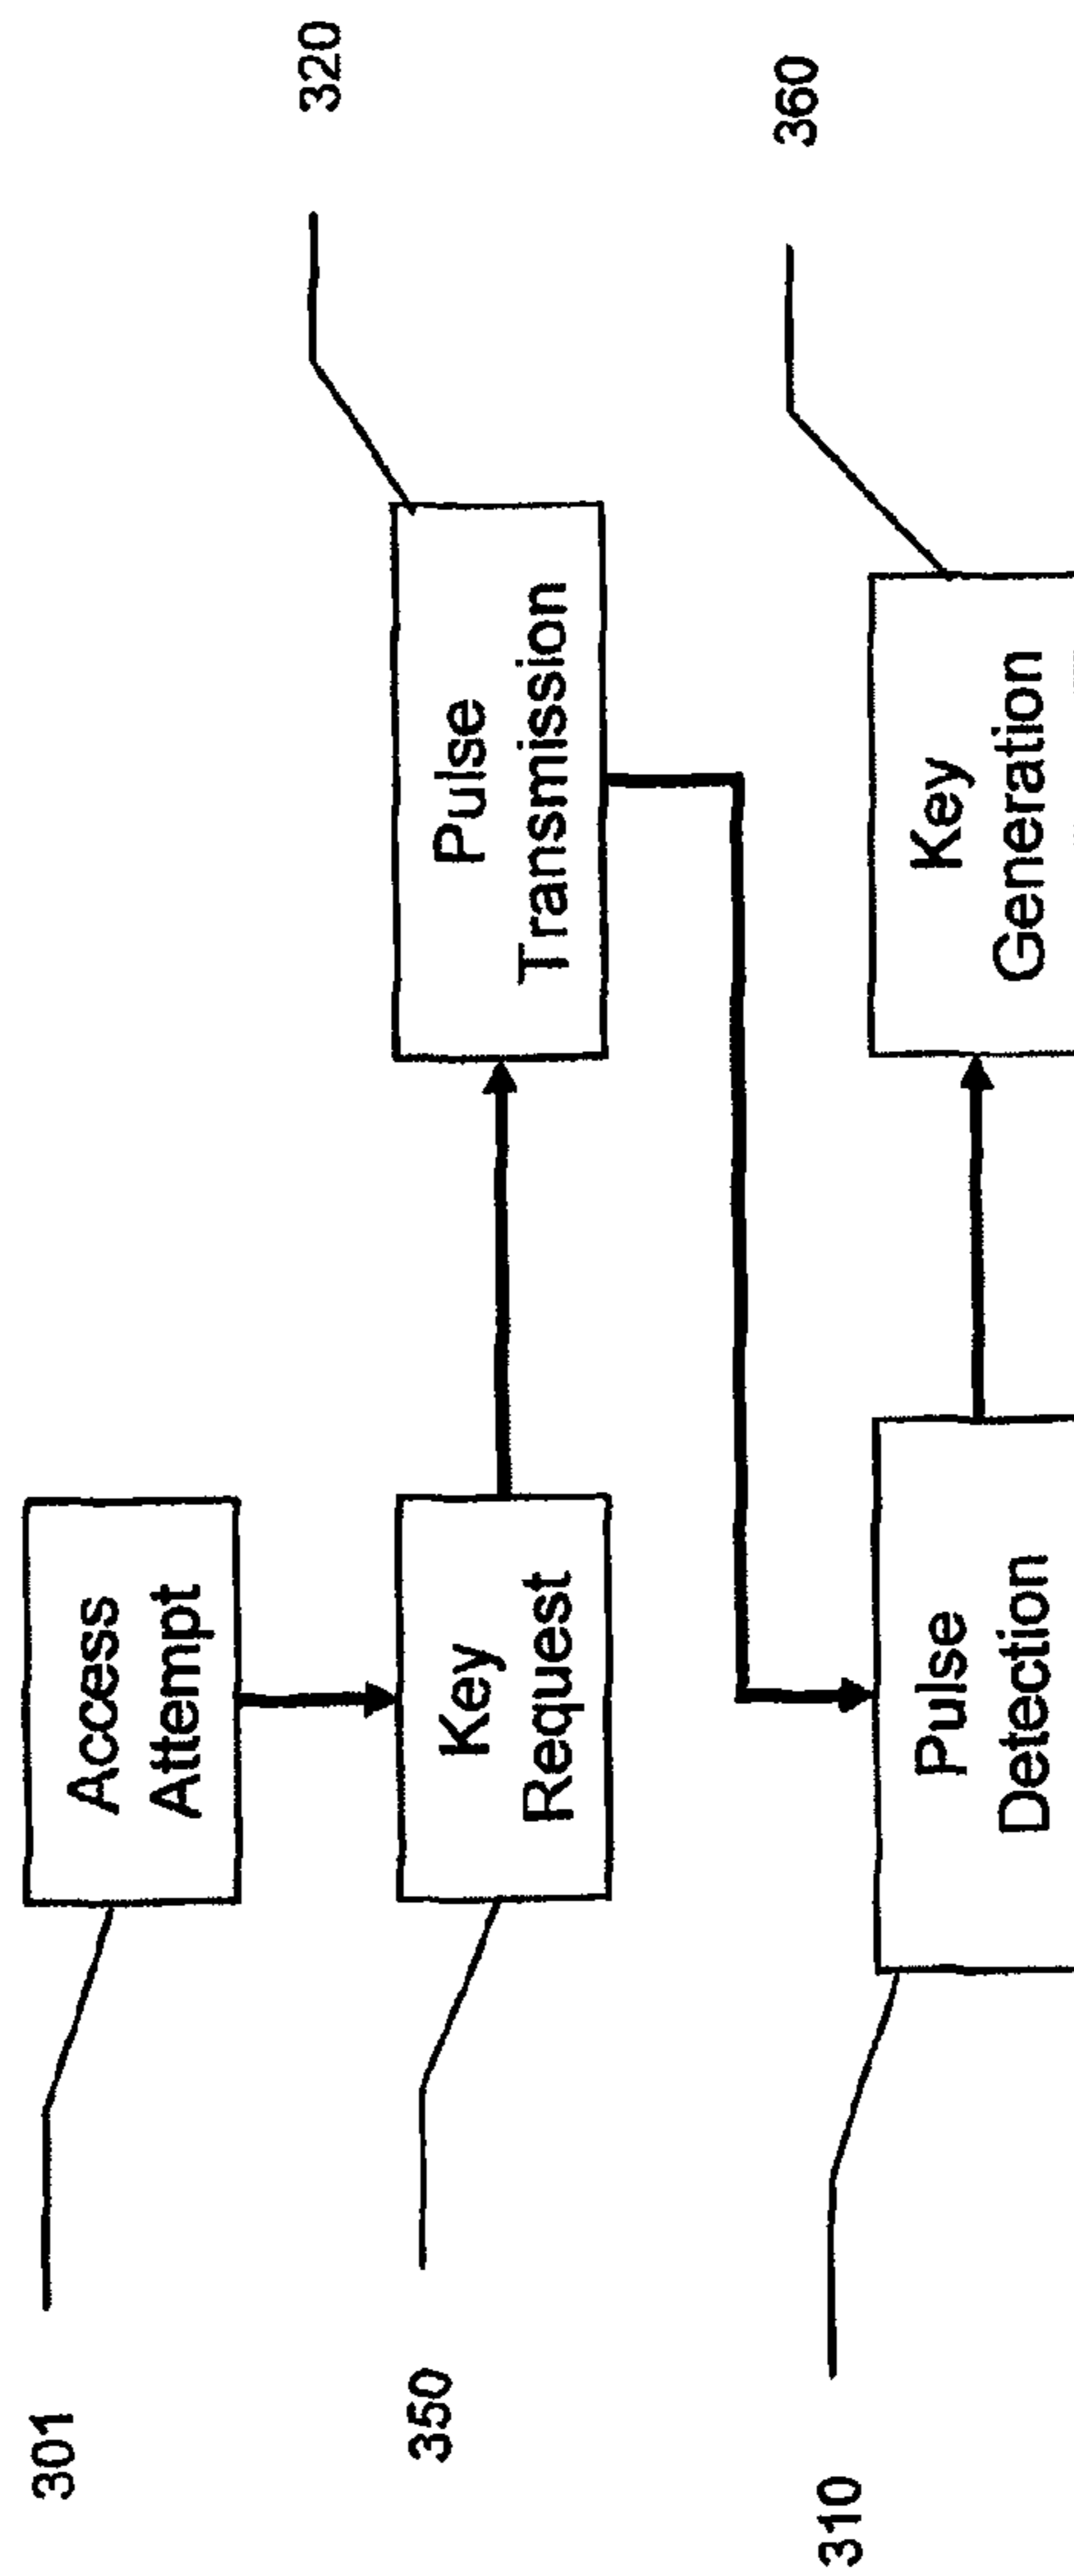 301
Access
Attempt
350
Key
Request
Pulse
Transmission
320
310
Pulse
Detection
Key
Generation
360